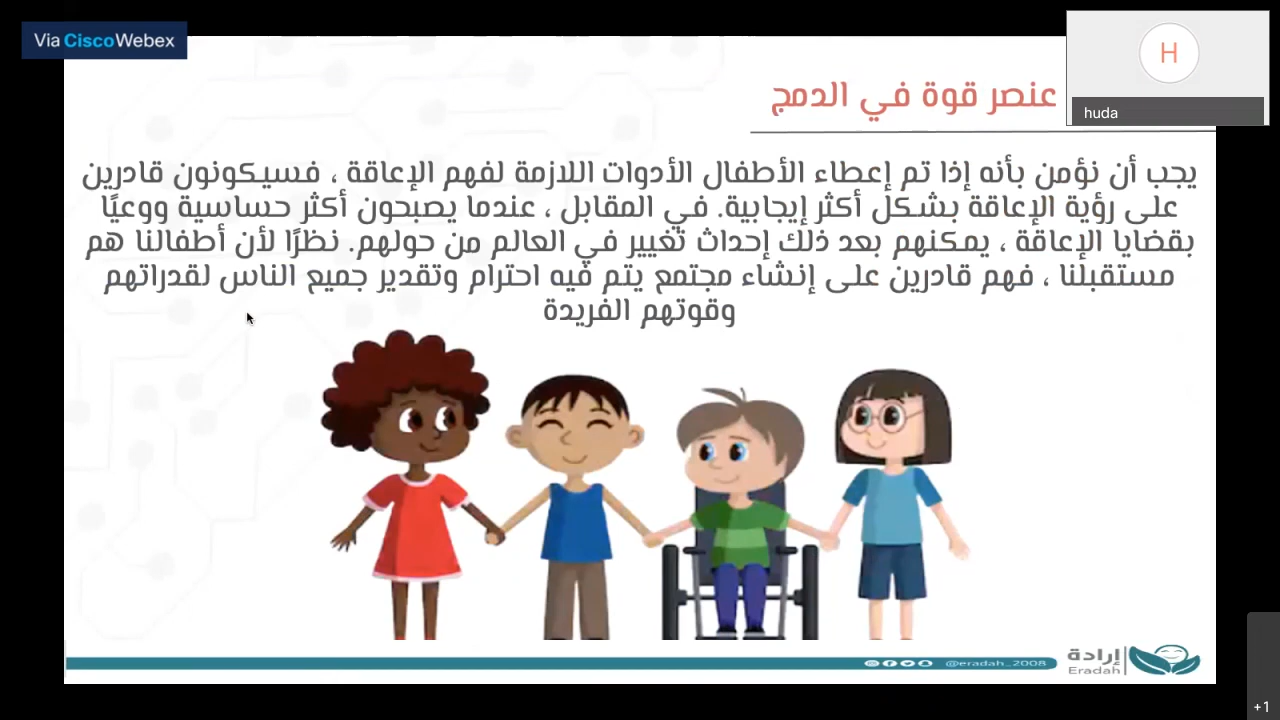 Via Cisco Webex
H
huda
عنصر قوة في الدمج
يجب أن نؤمن بأنه إذا تم إعطاء الأطفال الأدوات اللازمة لفهم الإعاقة ، فسيكونون قادرين
على رؤية الإعاقة بشكل أكثر إيجابية. في المقابل ، عندما يصبحون أكثر حساسية ووعيًا
بقضايا الإعاقة ، يمكنهم بعد ذلك إحداث تغيير في العالم من حولهم. نظرًا لأن أطفالنا هم
مستقبلنا ، فهم قادرين على إنشاء مجتمع يتم فيه احترام وتقدير جميع الناس لقدراتهم
وقوتهم الفريدة
@eradah_2008
إرادة
Eradah
+1